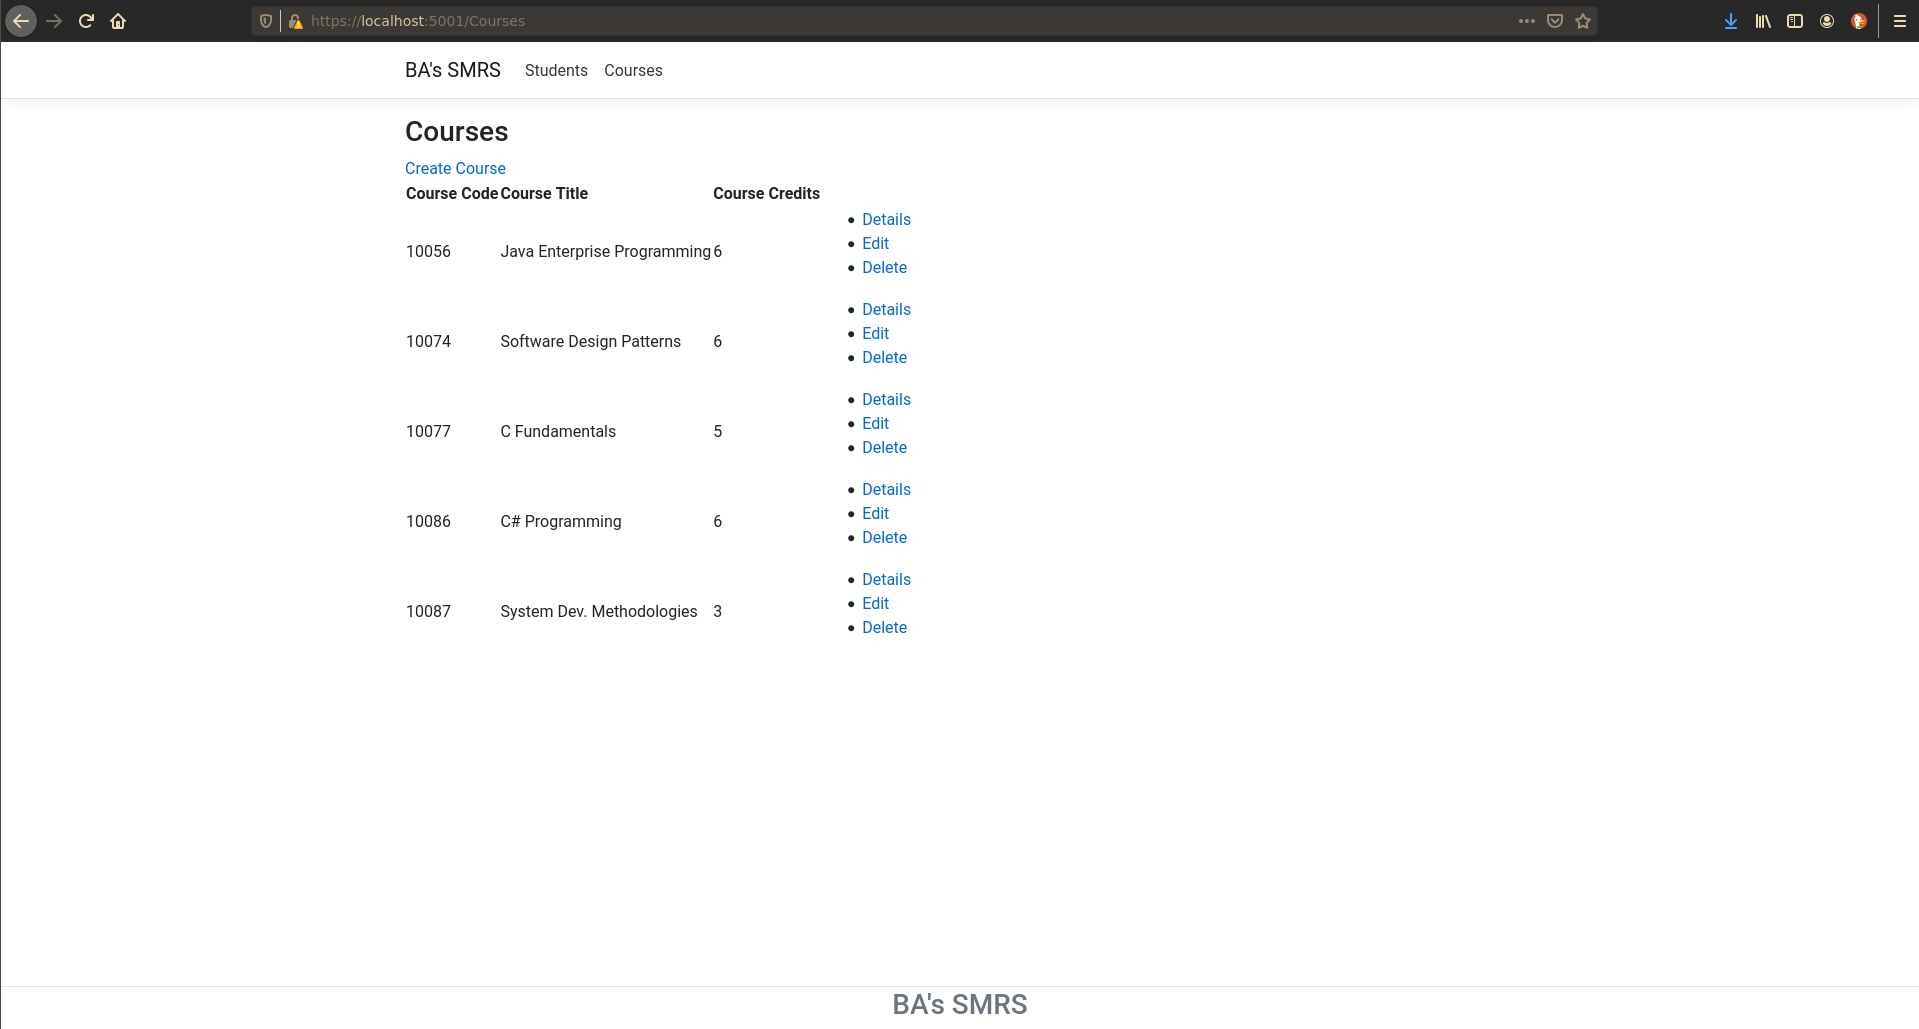 https://localhost:5001/Courses
BA's SMRS Students Courses
Courses
Create Course
Course Code Course Title Course Credits
Details
Edit
10056 Java Enterprise Programming 6
Delete
Details
Edit
10074 Software Design Patterns 6
Delete
Details
Edit
10077 C Fundamentals 5
Delete
Details
Edit
10086 C# Programming 6
Delete
Details
Edit
10087 System Dev. Methodologies 3
Delete
BA's SMRS